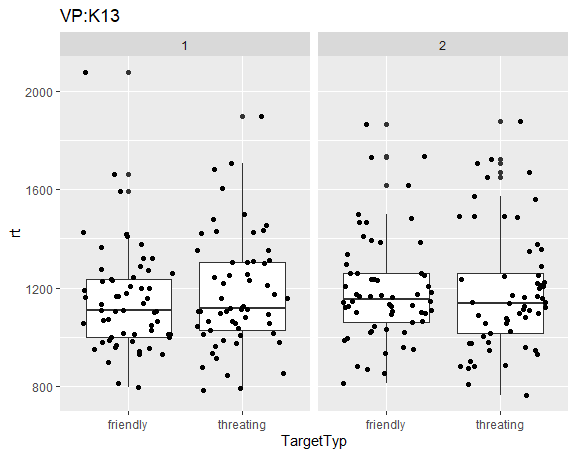 VP:K13
1
2
2000
1600
1200
800
rt
friendly
threating
friendly
threating
TargetTyp